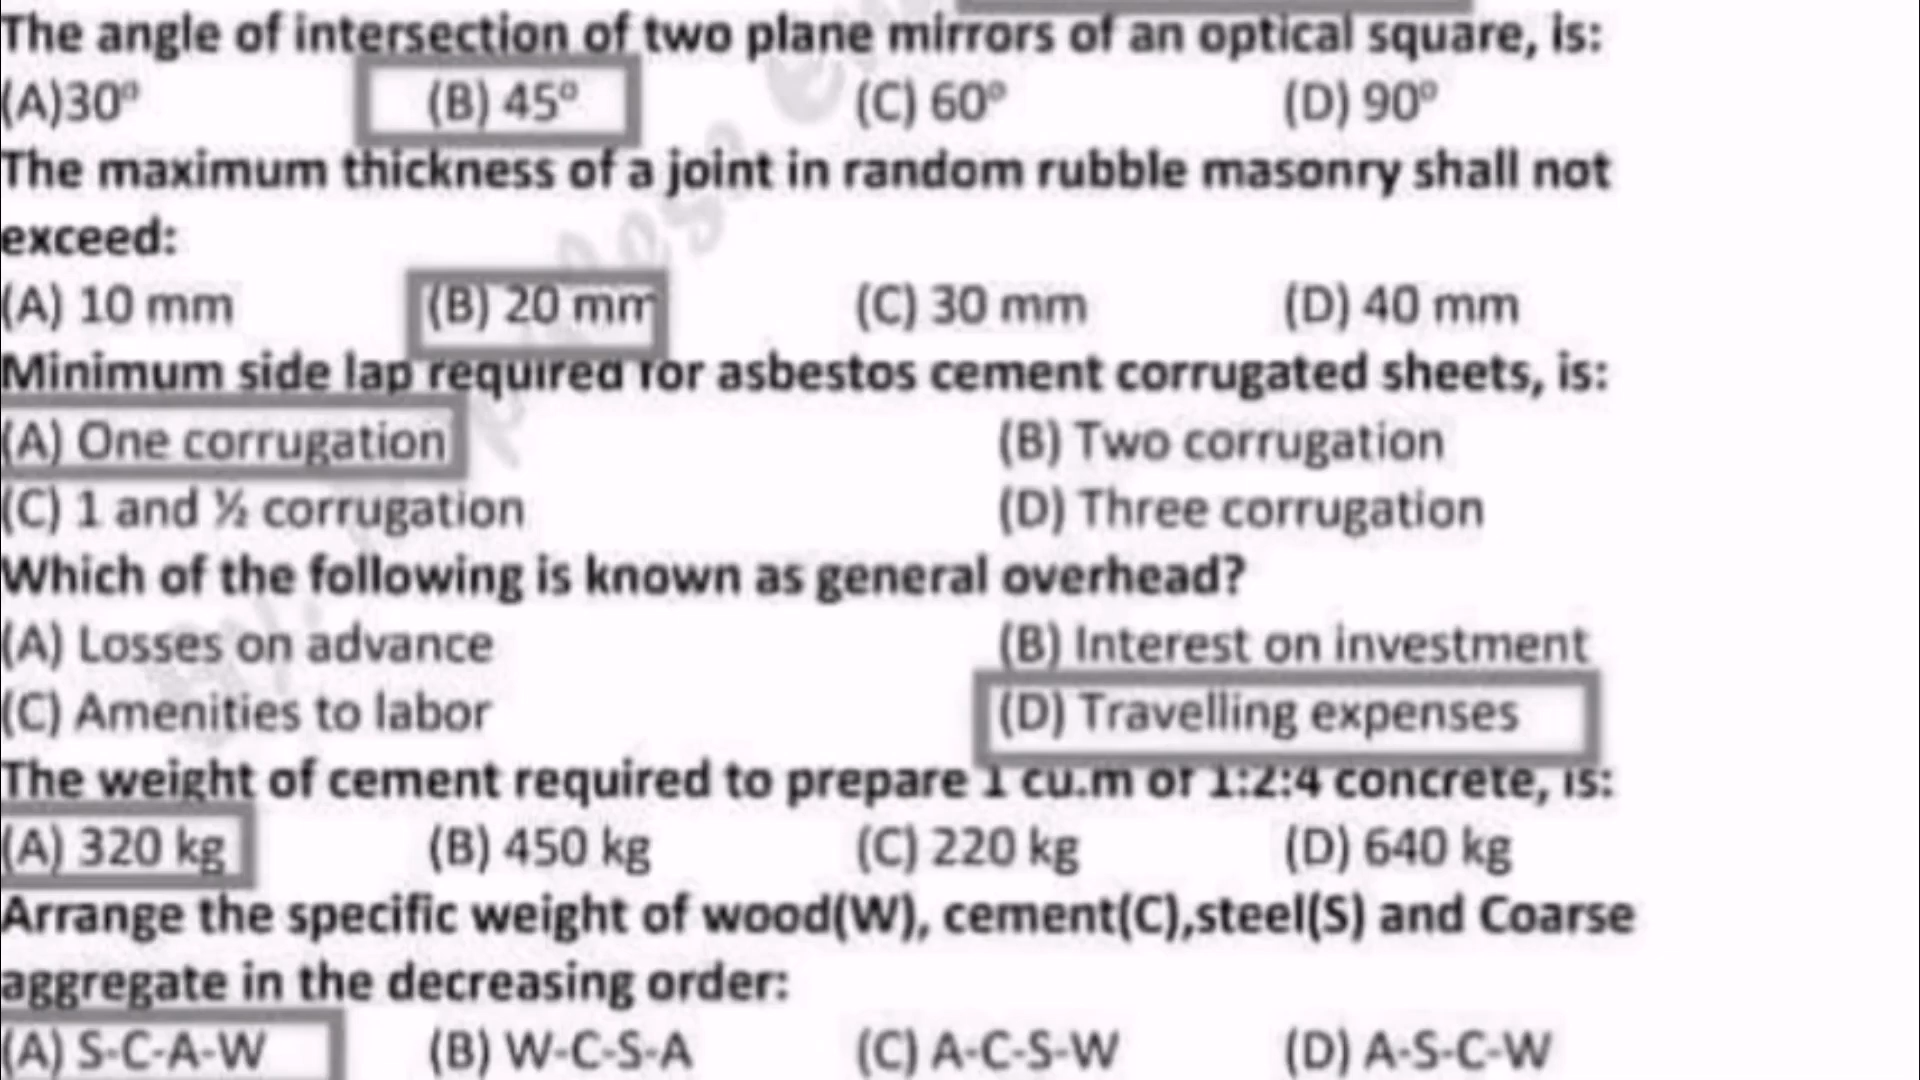 The angle of intersection of two plane mirrors of an optical square, is:
(A)30° (B) 45° (C) 60° (D) 90°
The maximum thickness of a joint in random rubble masonry shall not
exceed:
(A) 10 mm (B) 20 mm (C) 30 mm (D) 40 mm
Minimum side lap required for asbestos cement corrugated sheets, is:
(A) One corrugation (B) Two corrugation
(C) 1 and ½ corrugation (D) Three corrugation
Which of the following is known as general overhead?
(A) Losses on advance (B) Interest on investment
(C) Amenities to labor (D) Travelling expenses
The weight of cement required to prepare 1 cu.m of 1:2:4 concrete, is:
(A) 320 kg (B) 450 kg (C) 220 kg (D) 640 kg
Arrange the specific weight of wood(W), cement(C),steel(S) and Coarse
aggregate in the decreasing order:
(A) S-C-A-W (B) W-C-S-A (C) A-C-S-W (D) A-S-C-W